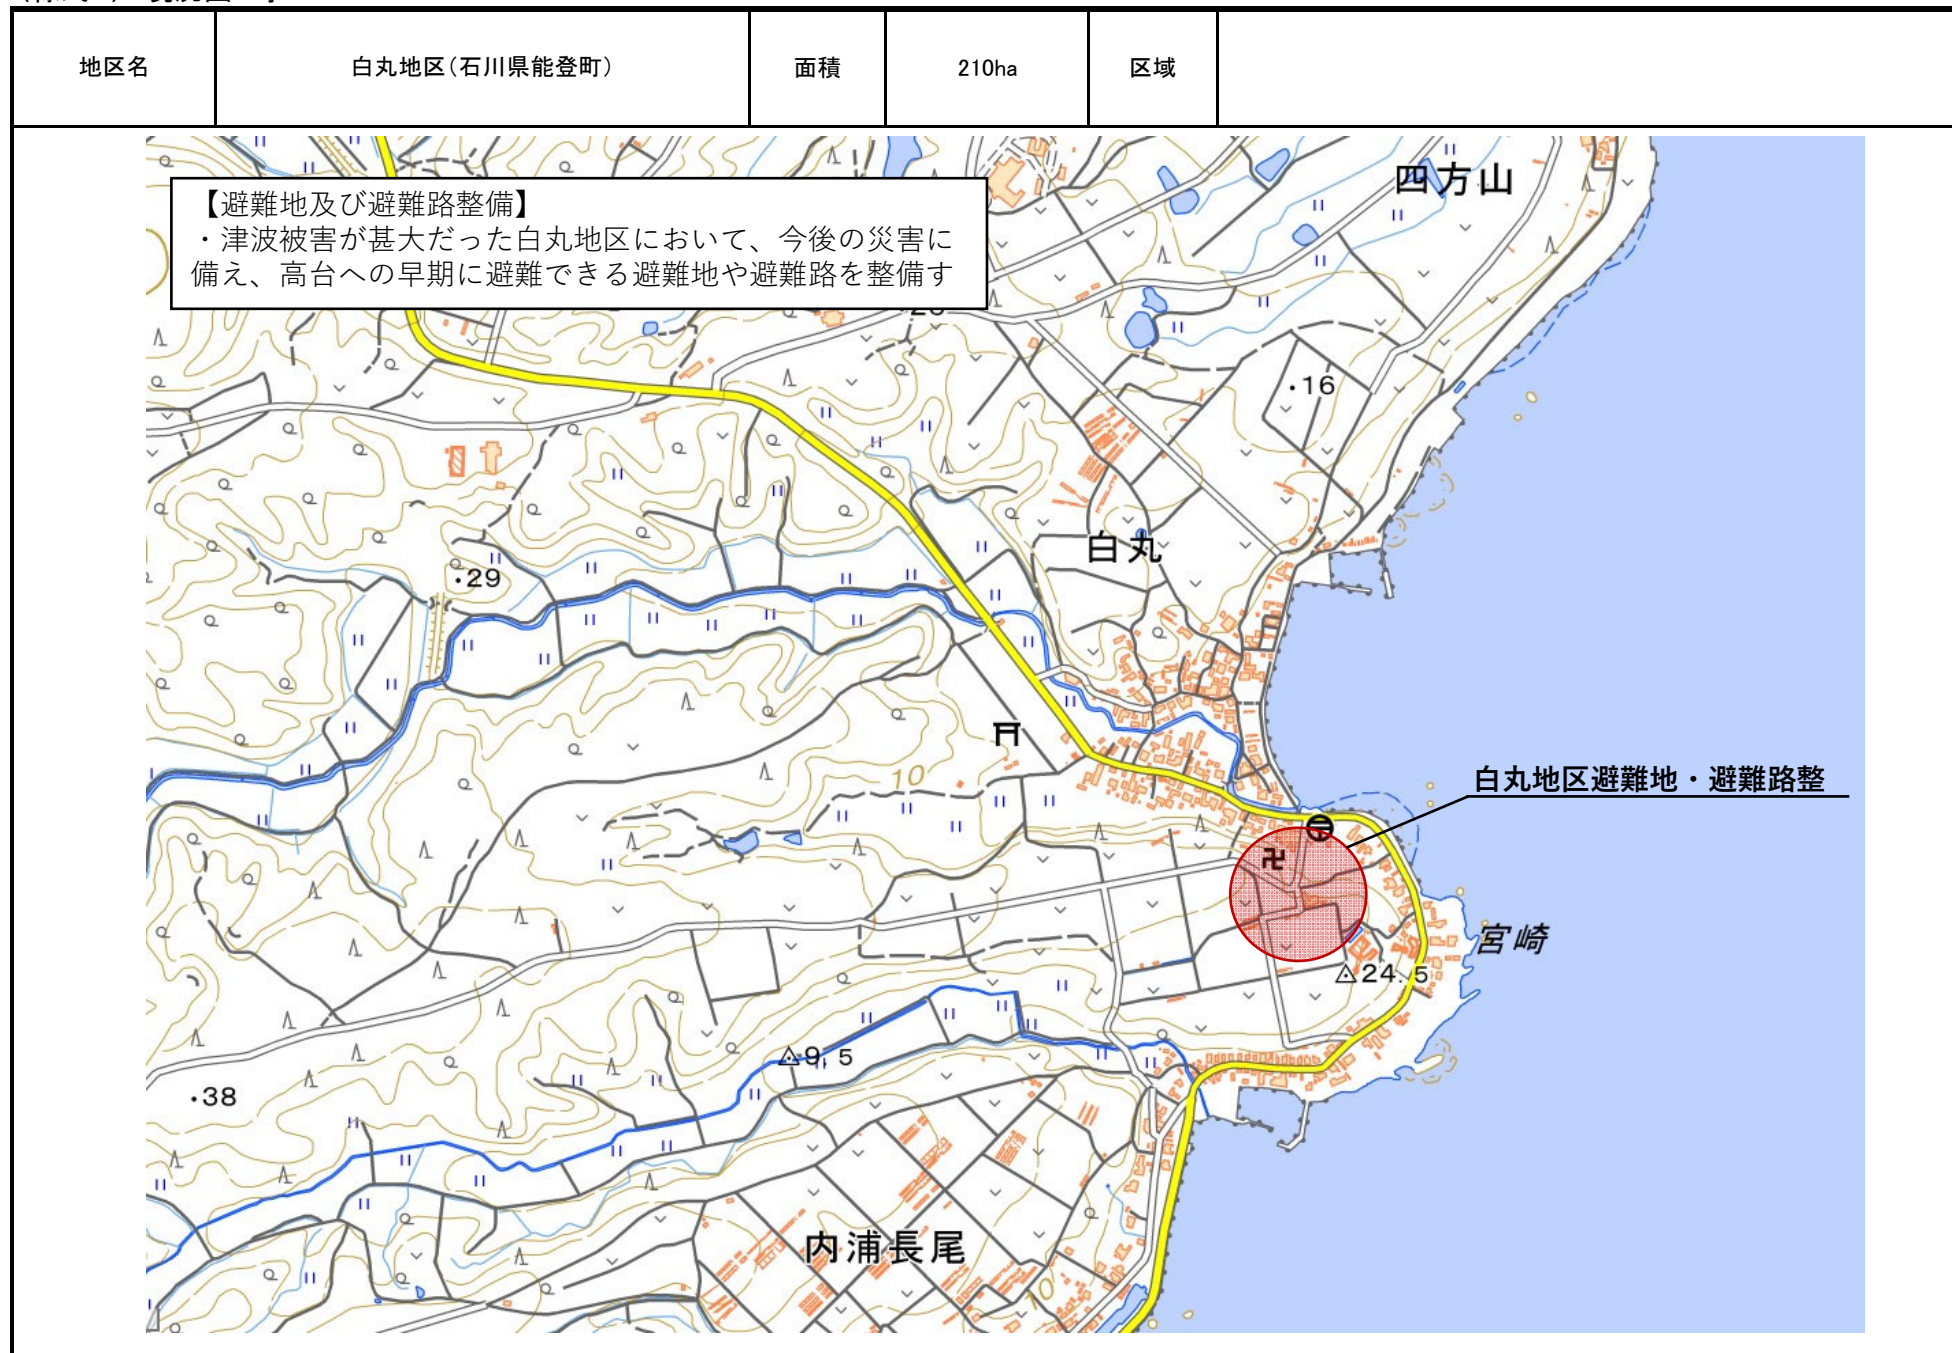 地区名
白丸地区(石川県能登町)
面積
210ha
区域
【避難地及び避難路整備】
・津波被害が甚大だった白丸地区において、今後の災害に
備え、高台への早期に避難できる避難地や避難路を整備す
四方山
・16
白丸
・29
10
白丸地区避難地・避難路整
宮崎
24.5
9.5
・38
内浦長尾
10